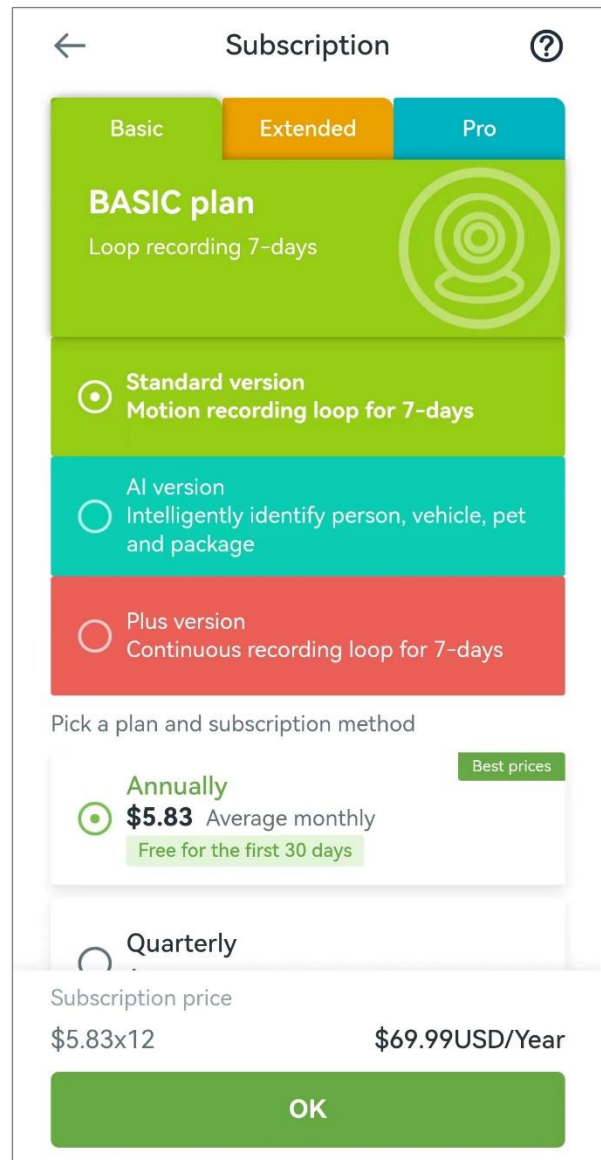 Subscription
Basic
Extended
Pro
BASIC plan
Loop recording 7-days
Standard version
Motion recording loop for 7-days
AI version
Intelligently identify person, vehicle, pet
and package
Plus version
Continuous recording loop for 7-days
Pick a plan and subscription method
Best prices
Annually
$5.83 Average monthly
Free for the first 30 days
Quarterly
Subscription price
$5.83x12
$69.99USD/Year
OK